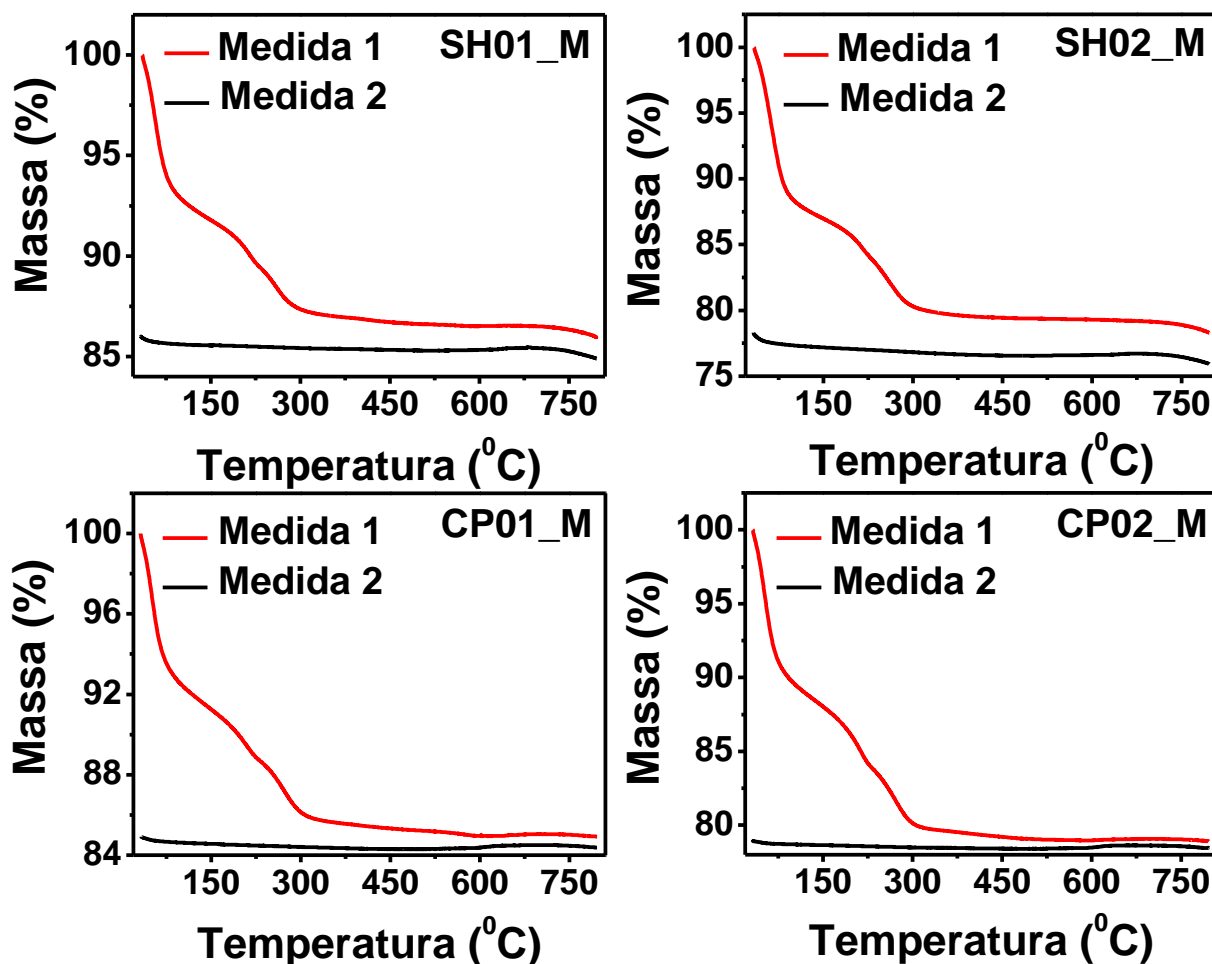 Medida 1
Medida 2
SH01_M
Massa (%)
100
95
90
85
150 300 450 600 750
Temperatura (⁰C)
Medida 1
Medida 2
SH02_M
Massa (%)
100
95
90
85
80
75
150 300 450 600 750
Temperatura (⁰C)
Medida 1
Medida 2
CP01_M
Massa (%)
100
96
92
88
84
150 300 450 600 750
Temperatura (⁰C)
Medida 1
Medida 2
CP02_M
Massa (%)
100
95
90
85
80
150 300 450 600 750
Temperatura (⁰C)